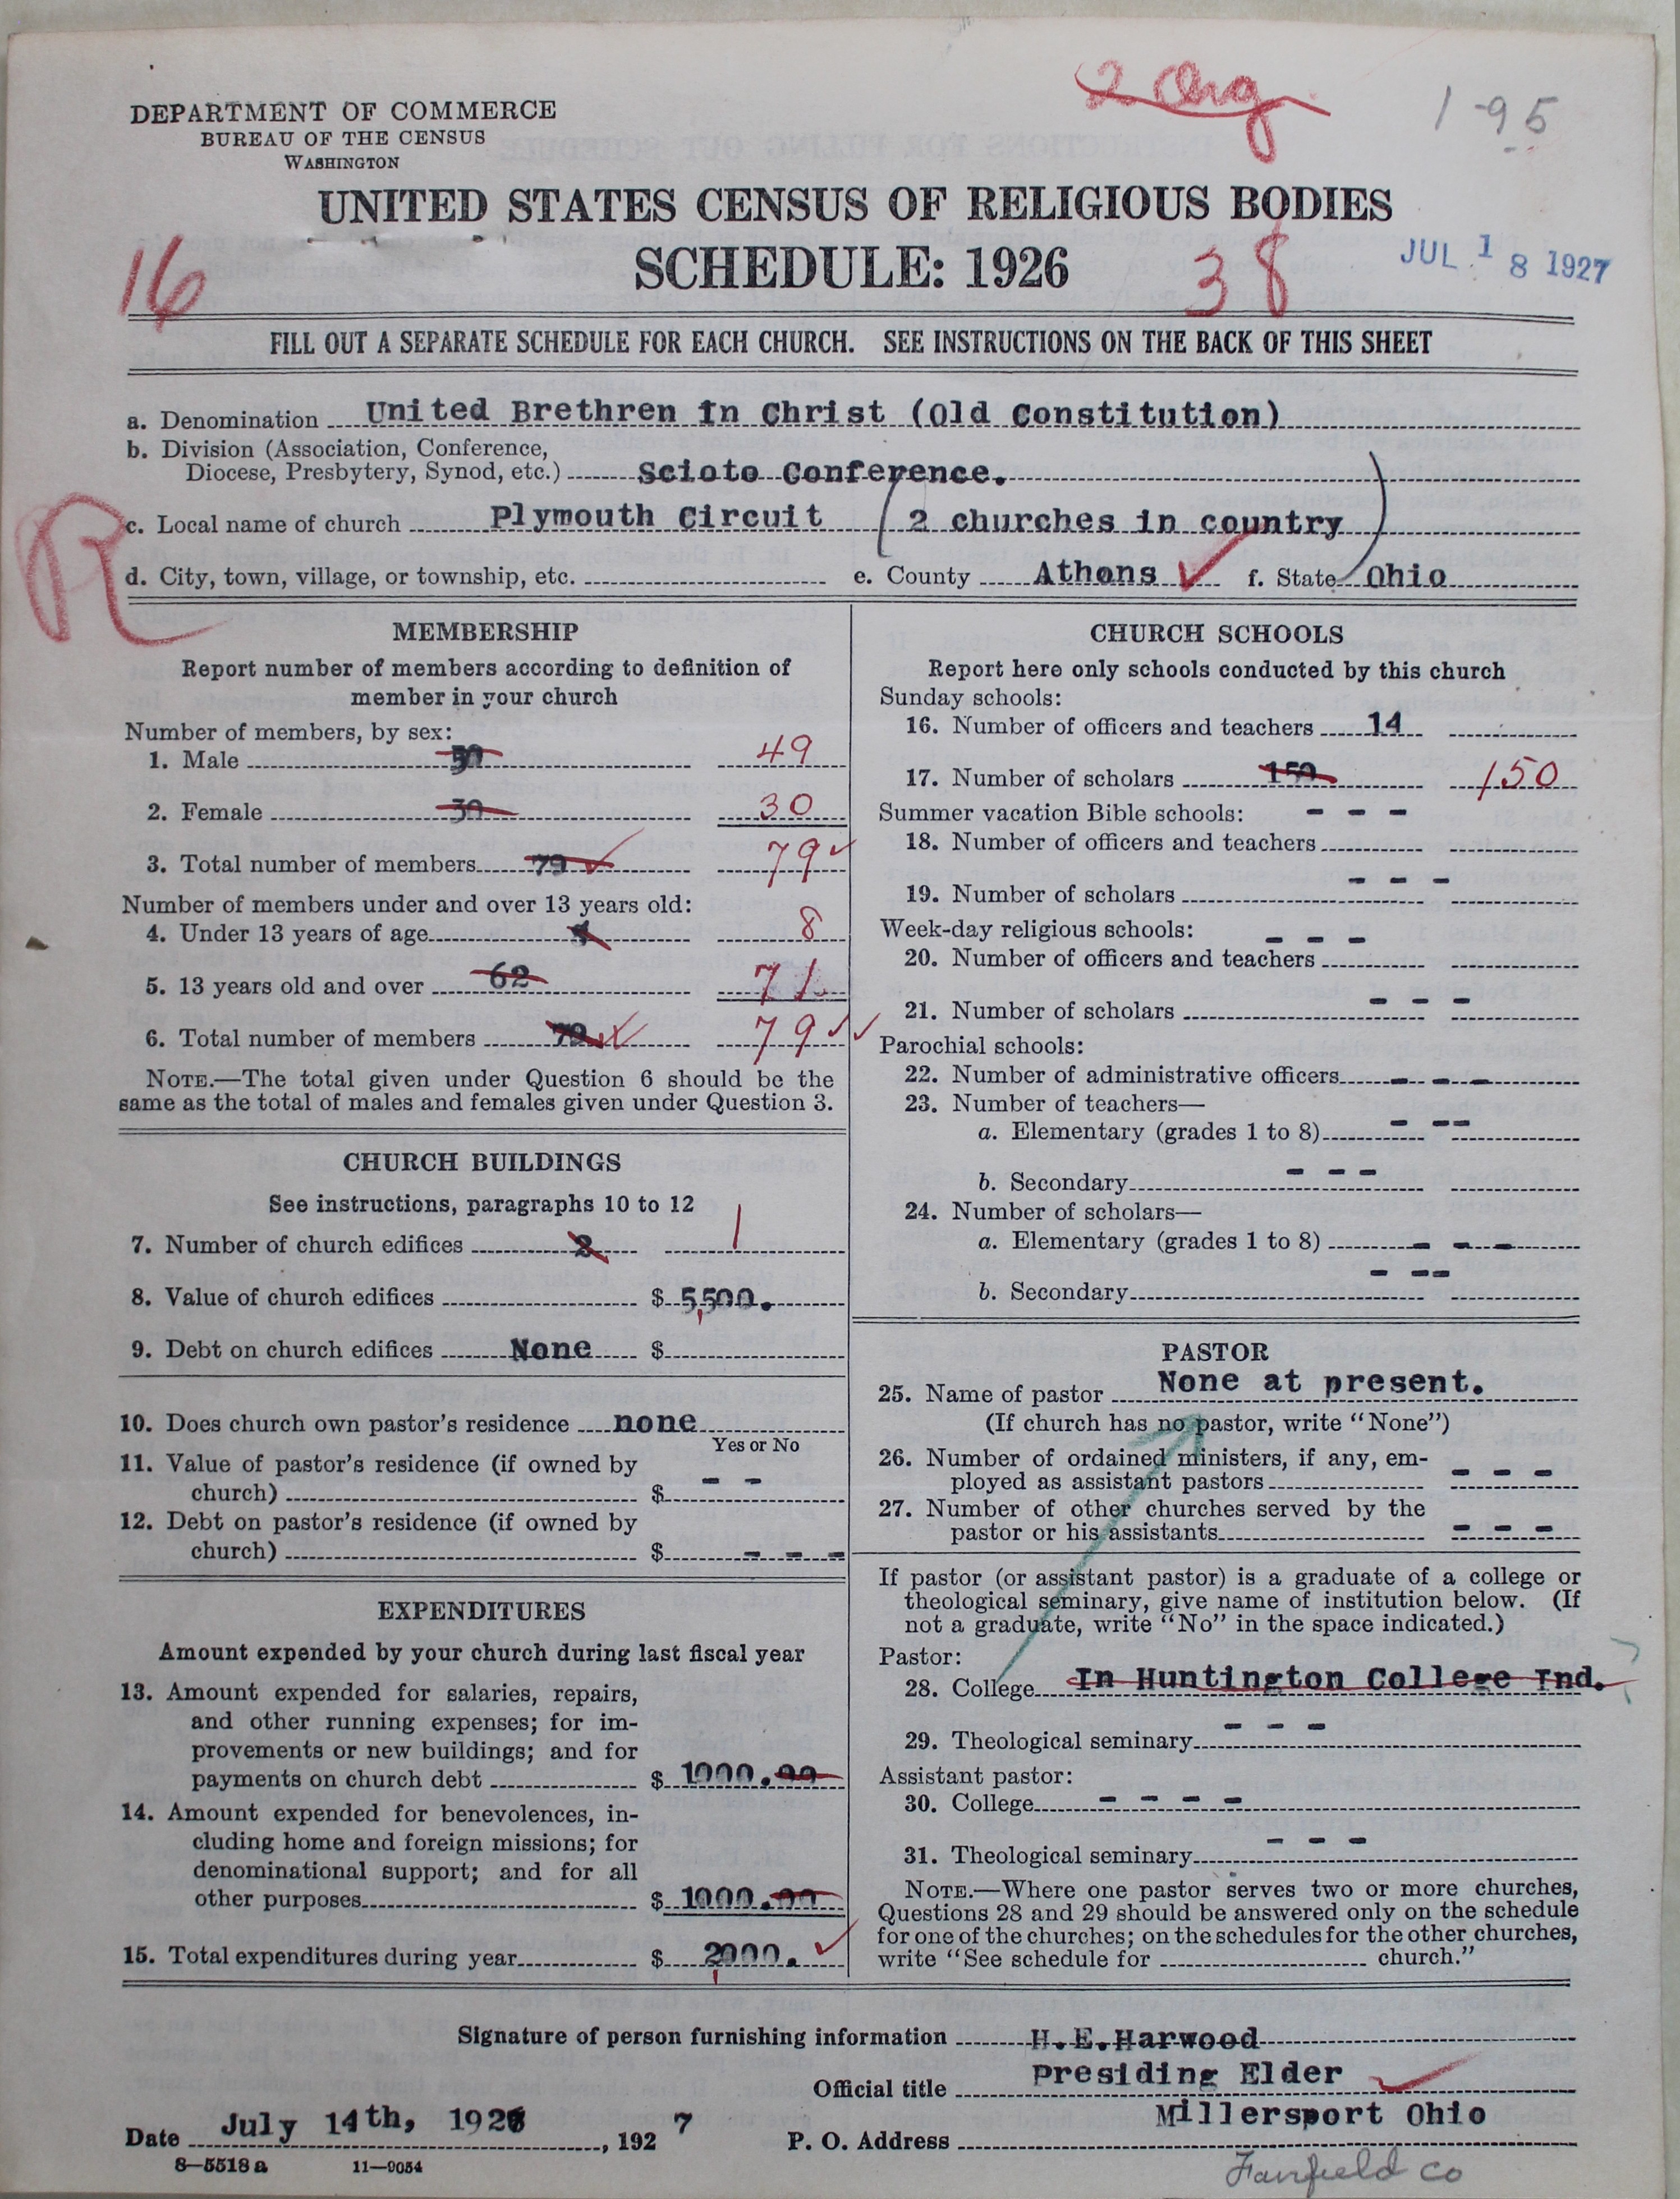 2 Org
1-95
DEPARTMENT OF COMMERCE
BUREAU OF THE CENSUS
WASHINGTON
UNITED STATES CENSUS OF RELIGIOUS BODIES
SCHEDULE: 1926
16
38
JUL 18 1927
FILL OUT A SEPARATE SCHEDULE FOR EACH CHURCH. SEE INSTRUCTIONS ON THE BACK OF THIS SHEET
a. Denomination United Brethren In Christ (Old Constitution)
b. Division (Association, Conference,
Diocese, Presbytery, Synod, etc.) Scioto Conference.
R
c. Local name of church Plymouth Circuit (2 churches in country)
d. City, town, village, or township, etc. e. County Athens f. State Ohio
MEMBERSHIP
Report number of members according to definition of
member in your church
Number of members, by sex:
1. Male 49
2. Female 30 30
3. Total number of members 79 79
Number of members under and over 13 years old:
4. Under 13 years of age 8
5. 13 years old and over 62 71
6. Total number of members 79 79
NOTE.—The total given under Question 6 should be the
same as the total of males and females given under Question 3.
CHURCH BUILDINGS
See instructions, paragraphs 10 to 12
7. Number of church edifices 2 1
8. Value of church edifices $ 5,500.
9. Debt on church edifices None $
10. Does church own pastor's residence none
Yes or No
11. Value of pastor's residence (if owned by
church) $ - -
12. Debt on pastor's residence (if owned by
church) $ - - -
EXPENDITURES
Amount expended by your church during last fiscal year
13. Amount expended for salaries, repairs,
and other running expenses; for im-
provements or new buildings; and for
payments on church debt $ 1000.00
14. Amount expended for benevolences, in-
cluding home and foreign missions; for
denominational support; and for all
other purposes $ 1000.00
15. Total expenditures during year $ 2,000.
CHURCH SCHOOLS
Report here only schools conducted by this church
Sunday schools:
16. Number of officers and teachers 14
17. Number of scholars 150 150
Summer vacation Bible schools: - - -
18. Number of officers and teachers
19. Number of scholars - - -
Week-day religious schools: - - -
20. Number of officers and teachers
21. Number of scholars - - -
Parochial schools:
22. Number of administrative officers - - -
23. Number of teachers—
a. Elementary (grades 1 to 8) - --
b. Secondary - - -
24. Number of scholars—
a. Elementary (grades 1 to 8) - - -
b. Secondary - --
PASTOR
25. Name of pastor None at present.
(If church has no pastor, write "None")
26. Number of ordained ministers, if any, em-
ployed as assistant pastors - - -
27. Number of other churches served by the
pastor or his assistants - - -
If pastor (or assistant pastor) is a graduate of a college or
theological seminary, give name of institution below. (If
not a graduate, write "No" in the space indicated.)
Pastor:
28. College In Huntington College Ind.
29. Theological seminary - - -
Assistant pastor:
30. College - - - -
31. Theological seminary - - -
NOTE.—Where one pastor serves two or more churches,
Questions 28 and 29 should be answered only on the schedule
for one of the churches; on the schedules for the other churches,
write "See schedule for church."
Signature of person furnishing information H.E.Harwood
Official title Presiding Elder
Date July 14th, 1926, 192 7
P. O. Address Millersport Ohio
8—5518 a 11—9054
Fairfield Co